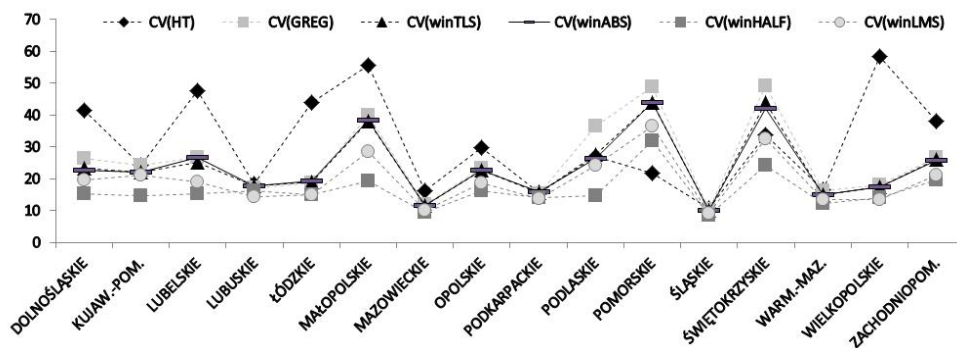 CV(HT) CV(GREG) CV(winTLS) CV(winABS) CV(winHALF) CV(winLMS)
70
60
50
40
30
20
10
0
DOLNOŚLĄSKIE
KUJAW.-POM.
LUBELSKIE
LUBUSKIE
ŁÓDZKIE
MAŁOPOLSKIE
MAZOWIECKIE
OPOLSKIE
PODKARPACKIE
PODLASKIE
POMORSKIE
ŚLĄSKIE
ŚWIĘTOKRZYSKIE
WARM.-MAZ.
WIELKOPOLSKIE
ZACHODNIOPOM.